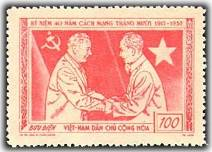 KỶ NIỆM 40 NĂM CÁCH MẠNG THÁNG MƯỜI 1917-1957
BƯU ĐIỆN VIỆT-NAM DÂN CHỦ CỘNG HÒA
100